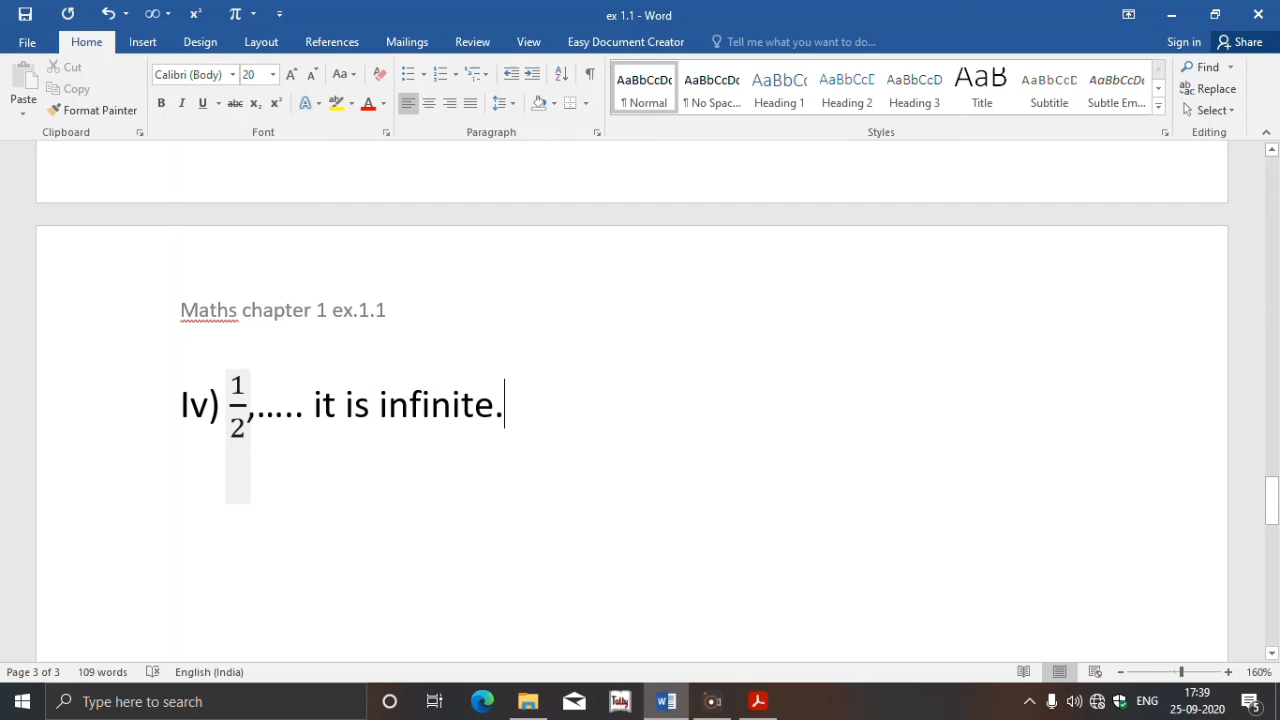 ex 1.1 - Word
File Home Insert Design Layout References Mailings Review View Easy Document Creator Tell me what you want to do... Sign in Share
Paste Cut Copy Format Painter
Calibri (Body) 20
AaBbCcDc ¶ Normal AaBbCcDc ¶ No Spac... AaBbCc Heading 1 AaBbCcD Heading 2 AaBbCcD Heading 3 AaB Title AaBbCcD Subtitle AaBbCcDc Subtle Em...
Find Replace Select
Clipboard Font Paragraph Styles Editing
Maths chapter 1 ex.1.1
Iv) 1/2,..... it is infinite.
Page 3 of 3 109 words English (India) 160%
Type here to search Tally ENG 17:39 25-09-2020 5